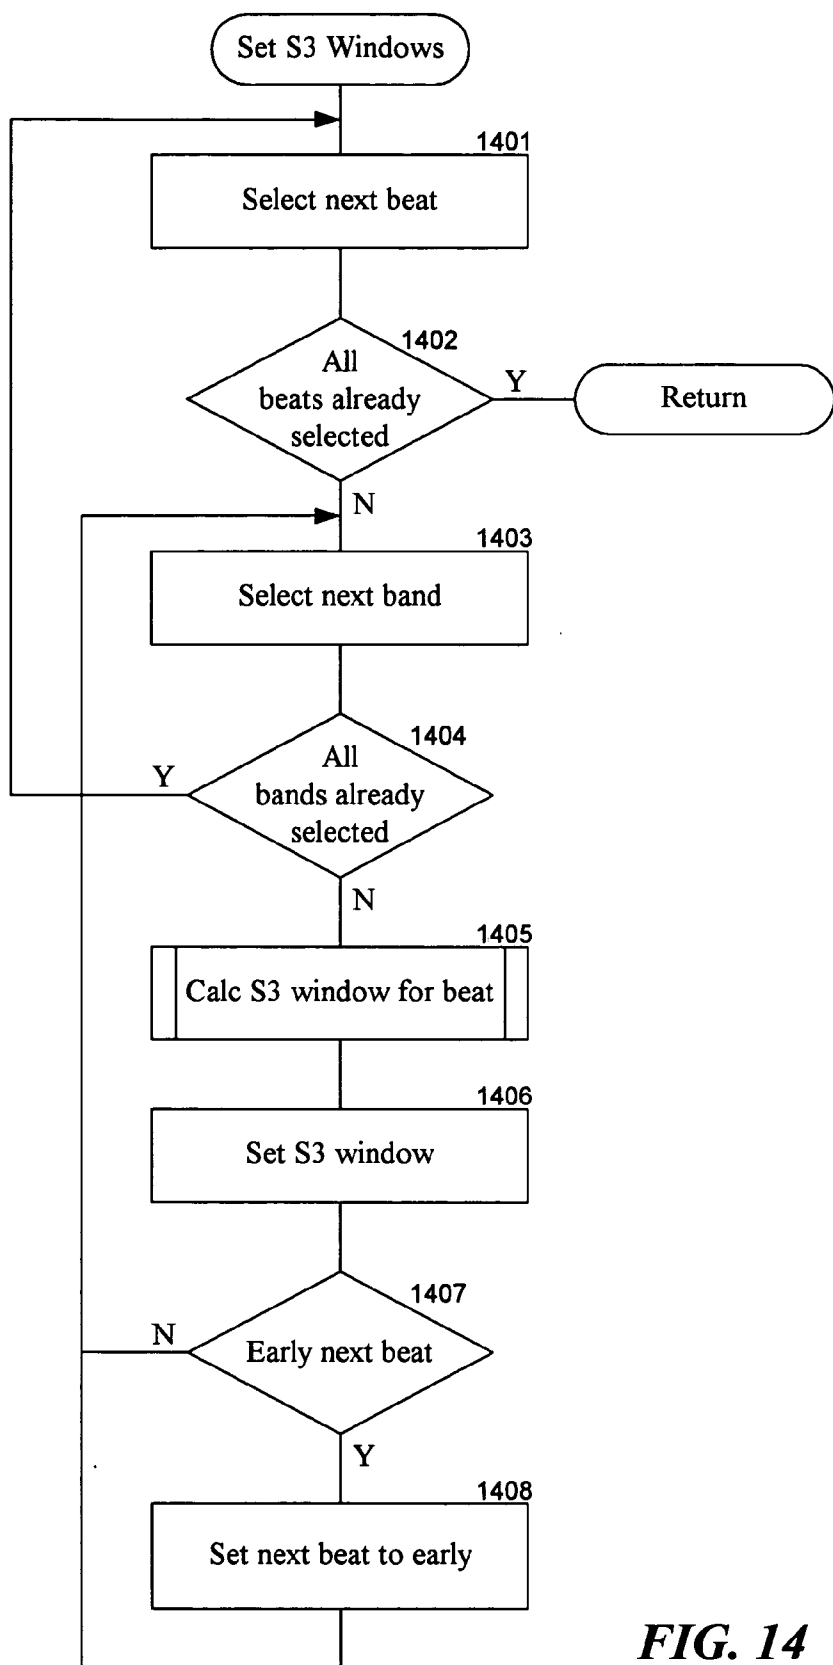 Set S3 Windows
1401
Select next beat
1402
All
beats already
selected
Y
Return
N
1403
Select next band
1404
All
bands already
selected
Y
N
1405
Calc S3 window for beat
1406
Set S3 window
1407
N
Early next beat
Y
1408
Set next beat to early
FIG. 14